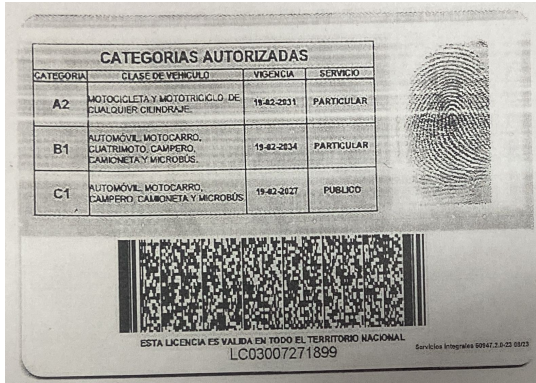 CATEGORIAS AUTORIZADAS
CATEGORIA CLASE DE VEHICULO VIGENCIA SERVICIO
A2 MOTOCICLETA Y MOTOTRICICLO DE CUALQUIER CILINDRAJE. 19-02-2031 PARTICULAR
B1 AUTOMÓVIL, MOTOCARRO, CUATRIMOTO, CAMPERO, CAMIONETA Y MICROBÚS. 19-02-2034 PARTICULAR
C1 AUTOMÓVIL, MOTOCARRO, CAMPERO, CAMIONETA Y MICROBÚS 19-02-2027 PUBLICO
ESTA LICENCIA ES VALIDA EN TODO EL TERRITORIO NACIONAL
LC03007271899
Servicios Integrales